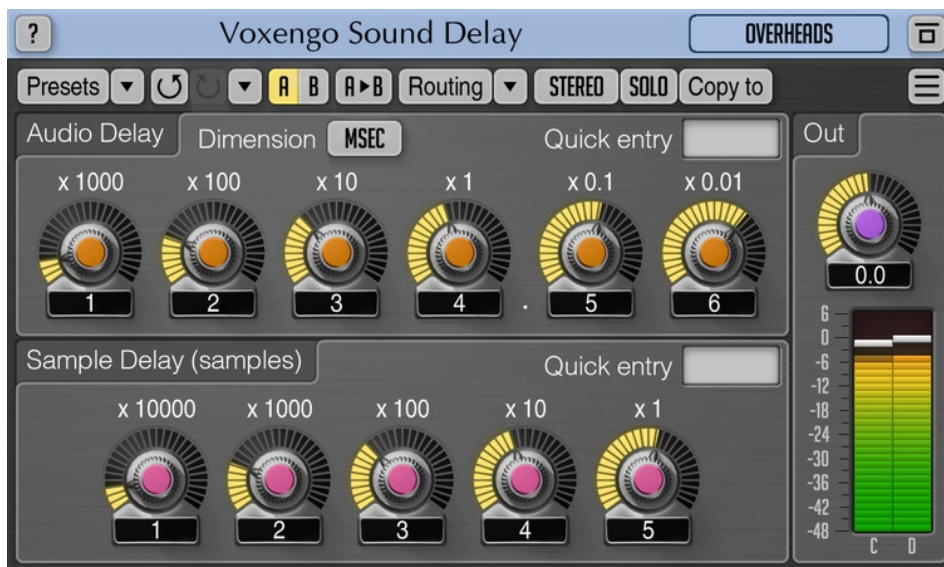 ? Voxengo Sound Delay OVERHEADS
Presets A B A▸B Routing STEREO SOLO Copy to
Audio Delay Dimension MSEC Quick entry
x 1000 x 100 x 10 x 1 x 0.1 x 0.01
1 2 3 4 . 5 6
Sample Delay (samples) Quick entry
x 10000 x 1000 x 100 x 10 x 1
1 2 3 4 5
Out
0.0
6
0
-6
-12
-18
-24
-30
-36
-42
-48
C D